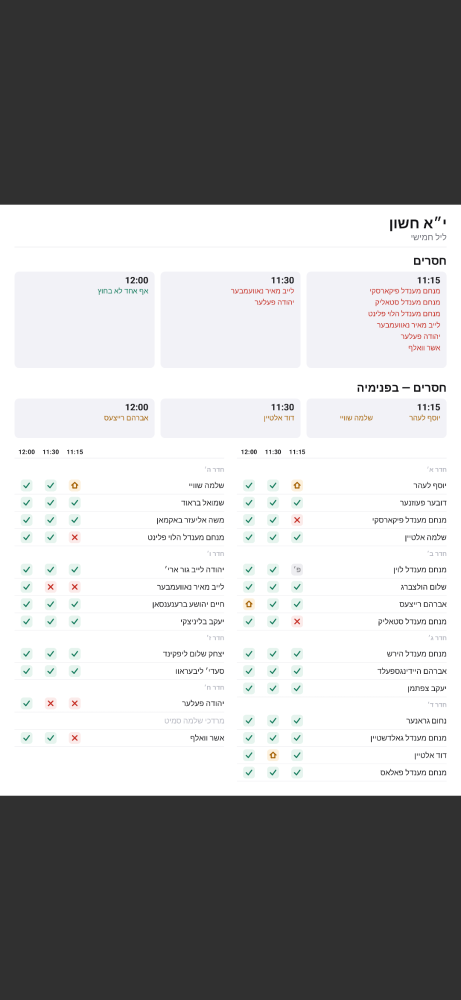 י״א חשון
ליל חמישי
חסרים
11:15
מנחם מענדל פיקארסקי
מנחם מענדל סטאליק
מנחם מענדל הלוי פלינט
לייב מאיר נאוועמבער
יהודה פעלער
אשר וואלף
11:30
לייב מאיר נאוועמבער
יהודה פעלער
12:00
אף אחד לא בחוץ
חסרים – בפנימיה
11:15
יוסף לעהר שלמה שוויי
11:30
דוד אלטיין
12:00
אברהם רייצעס
11:15 11:30 12:00
חדר א׳
יוסף לעהר
דובער פעווזנער
מנחם מענדל פיקארסקי
שלמה אלטיין
חדר ב׳
מנחם מענדל לוין פ׳
שלום הולצברג
אברהם רייצעס
מנחם מענדל סטאליק
חדר ג׳
מנחם מענדל הירש
אברהם היידינגספעלד
יעקב צפתמן
חדר ד׳
נחום גראנער
מנחם מענדל גאלדשטיין
דוד אלטיין
מנחם מענדל פאלאס
11:15 11:30 12:00
חדר ה׳
שלמה שוויי
שמואל בראוד
משה אליעזר באקמאן
מנחם מענדל הלוי פלינט
חדר ו׳
יהודה לייב גור ארי׳
לייב מאיר נאוועמבער
חיים יהושע ברענענסאן
יעקב בליניצקי
חדר ז׳
יצחק שלום ליפקינד
סעדי׳ ליבעראוו
חדר ח׳
יהודה פעלער
מרדכי שלמה סמיט
אשר וואלף